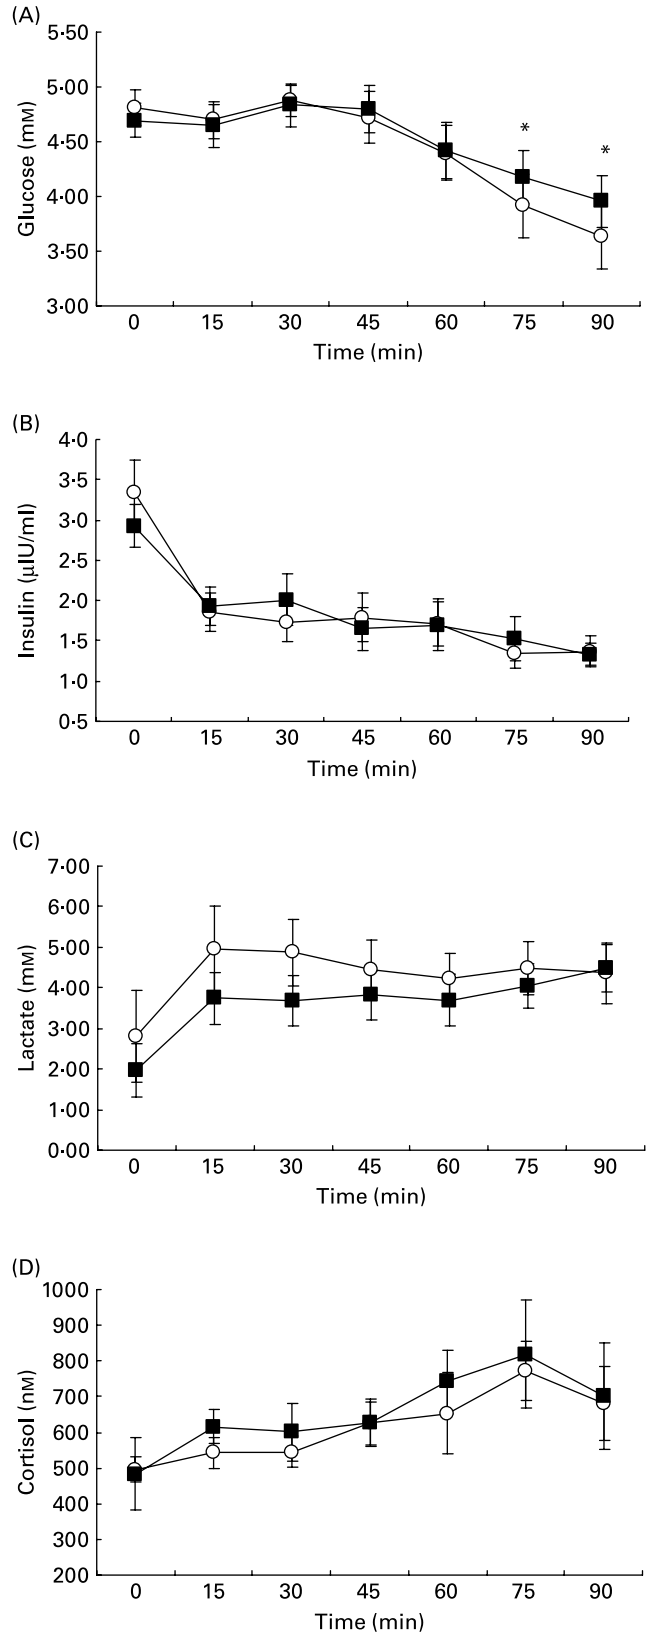 (A)
5·50
5·00
4·50
4·00
3·50
3·00
Glucose (mM)
* *
0 15 30 45 60 75 90
Time (min)
(B)
4·0
3·5
3·0
2·5
2·0
1·5
1·0
0·5
Insulin (μIU/ml)
0 15 30 45 60 75 90
Time (min)
(C)
7·00
6·00
5·00
4·00
3·00
2·00
1·00
0·00
Lactate (mM)
0 15 30 45 60 75 90
Time (min)
(D)
1000
900
800
700
600
500
400
300
200
Cortisol (nM)
0 15 30 45 60 75 90
Time (min)